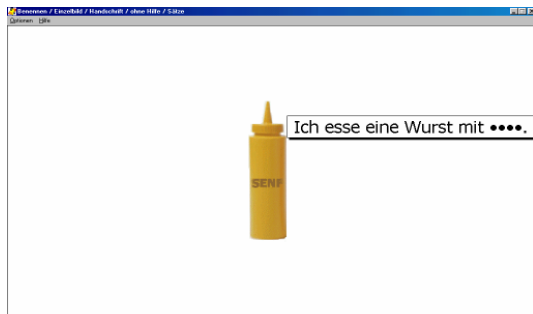 Benennen / Einzelbild / Handschrift / ohne Hilfe / Sätze
Optionen Hilfe
Ich esse eine Wurst mit ••••.
SENF